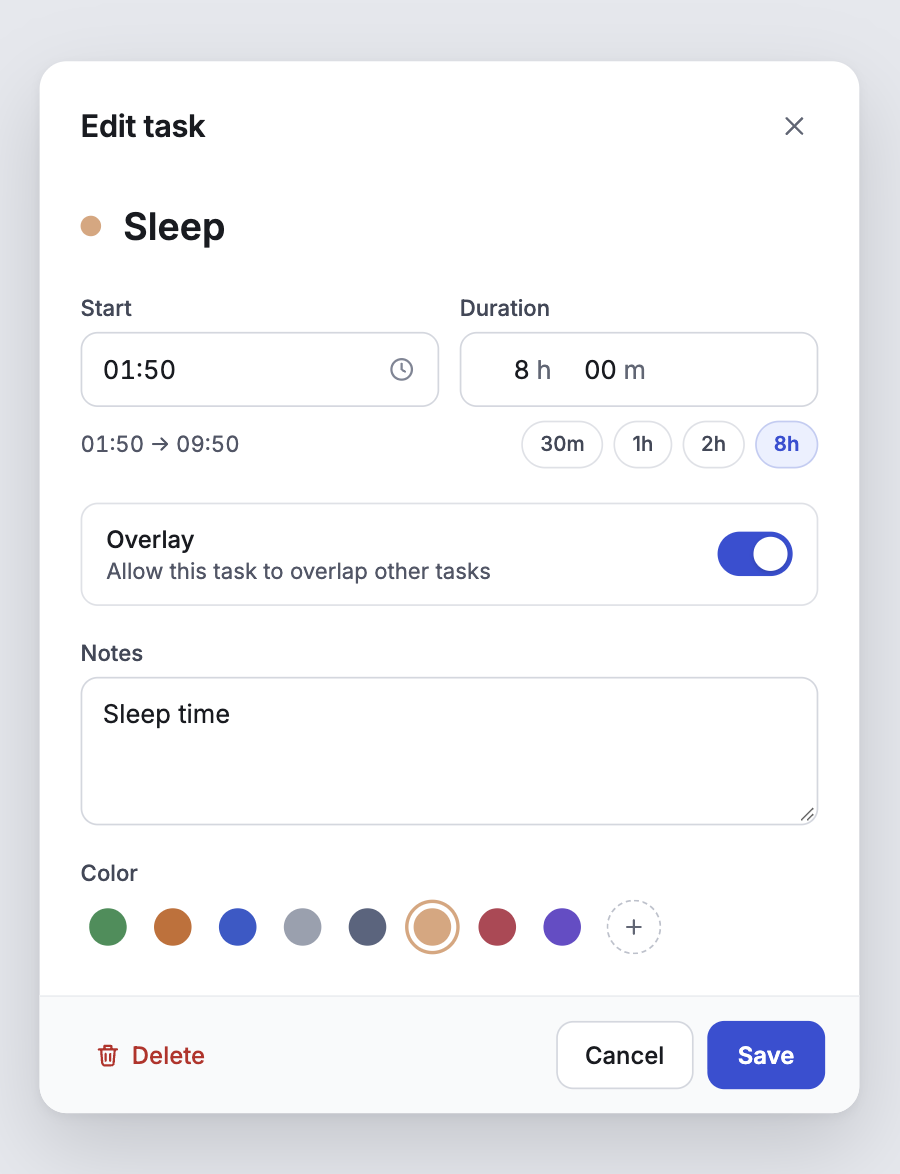 Edit task
Sleep
Start
Duration
01:50
8 h 00 m
01:50 → 09:50
30m
1h
2h
8h
Overlay
Allow this task to overlap other tasks
Notes
Sleep time
Color
+
Delete
Cancel
Save